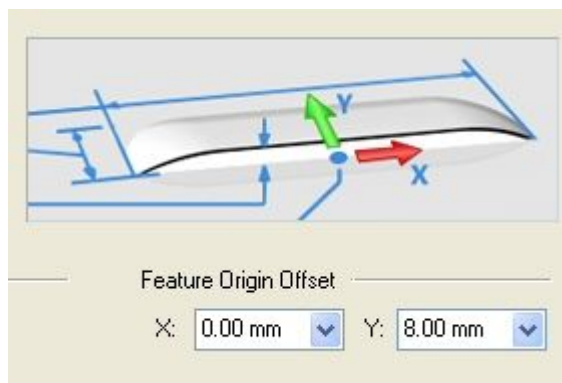 Y
X
Feature Origin Offset
X: 0.00 mm Y: 8.00 mm